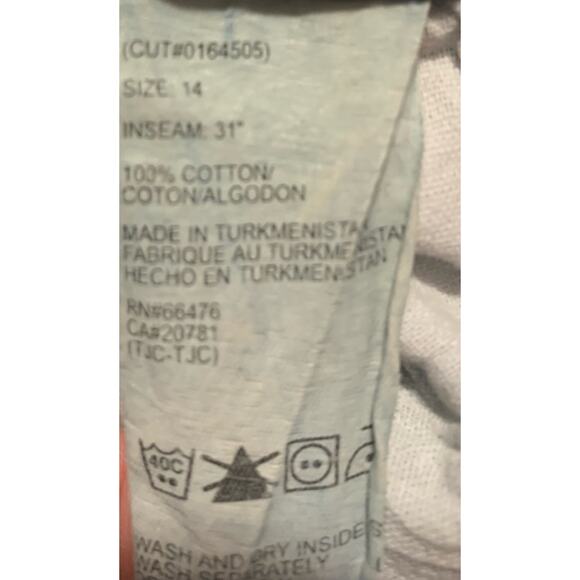 (CUT#0164505)
SIZE: 14
INSEAM: 31"
100% COTTON/
COTON/ALGODON
MADE IN TURKMENISTAN
FABRIQUE AU TURKMENISTAN
HECHO EN TURKMENISTAN
RN#66476
CA#20781
(TJC-TJC)
40C
WASH AND DRY INSIDE
WASH SEPARATELY